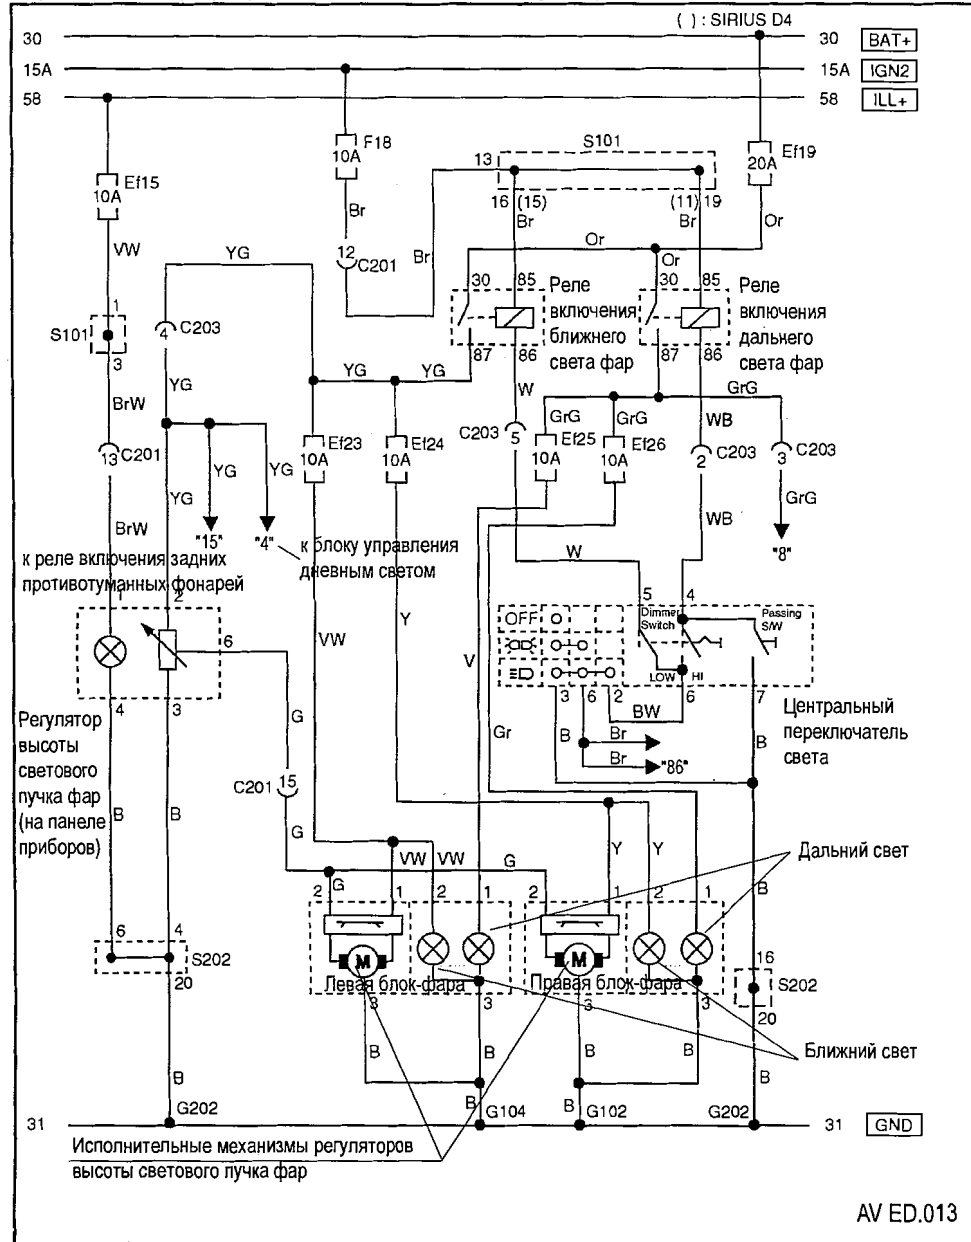 ( ) : SIRIUS D4
30 30 BAT+
15A 15A IGN2
58 58 ILL+
F18
10A
S101
13
Ef19
20A
Ef15
10A
16 (15) (11) 19
Br Br Br
Or
VW
YG
12
C201
Br
Or
Or
30 85 30 85
Реле
включения
ближнего
света фар
Реле
включения
дальнего
света фар
1
S101
3
4 C203
87 86 87 86
YG YG
W
GrG
YG
BrW
GrG GrG
WB
C203 5
Ef25
10A
Ef26
10A
2 C203
3 C203
13 C201
Ef23
10A
Ef24
10A
YG YG
YG
GrG
WB
BrW
"15" "4"
"8"
к реле включения задних
противотуманных фонарей
к блоку управления
дневным светом
W
1 2
5 4
OFF
Dimmer
Switch
Passing
S/W
LOW HI
6
VW
Y
V
3 6 2 6 7
4 3
BW
Регулятор
высоты
светового
пучка фар
(на панеле
приборов)
G
Gr
B
Br
Br
"86"
B
Центральный
переключатель
света
C201 15
B B
G
VW VW
G
G
Y Y
Дальний свет
2 1 2 1 2 1 2 1
B
6 4
S202
20
M M
Левая блок-фара
Правая блок-фара
16
S202
20
3 3 3 3
B B B B
Ближний свет
B
B B
B
G202 G104 G102 G202
31 31 GND
Исполнительные механизмы регуляторов
высоты светового пучка фар
AV ED.013